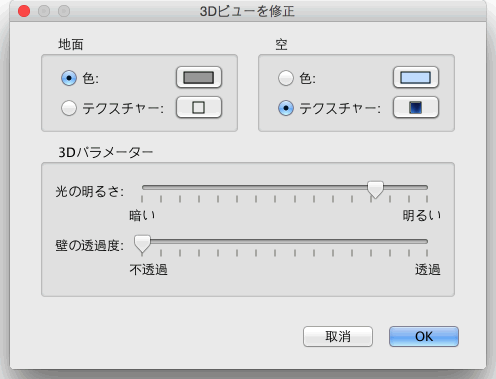 3Dビューを修正
地面
空
色:
色:
テクスチャー:
テクスチャー:
3Dパラメーター
光の明るさ:
暗い
明るい
壁の透過度:
不透過
透過
取消
OK